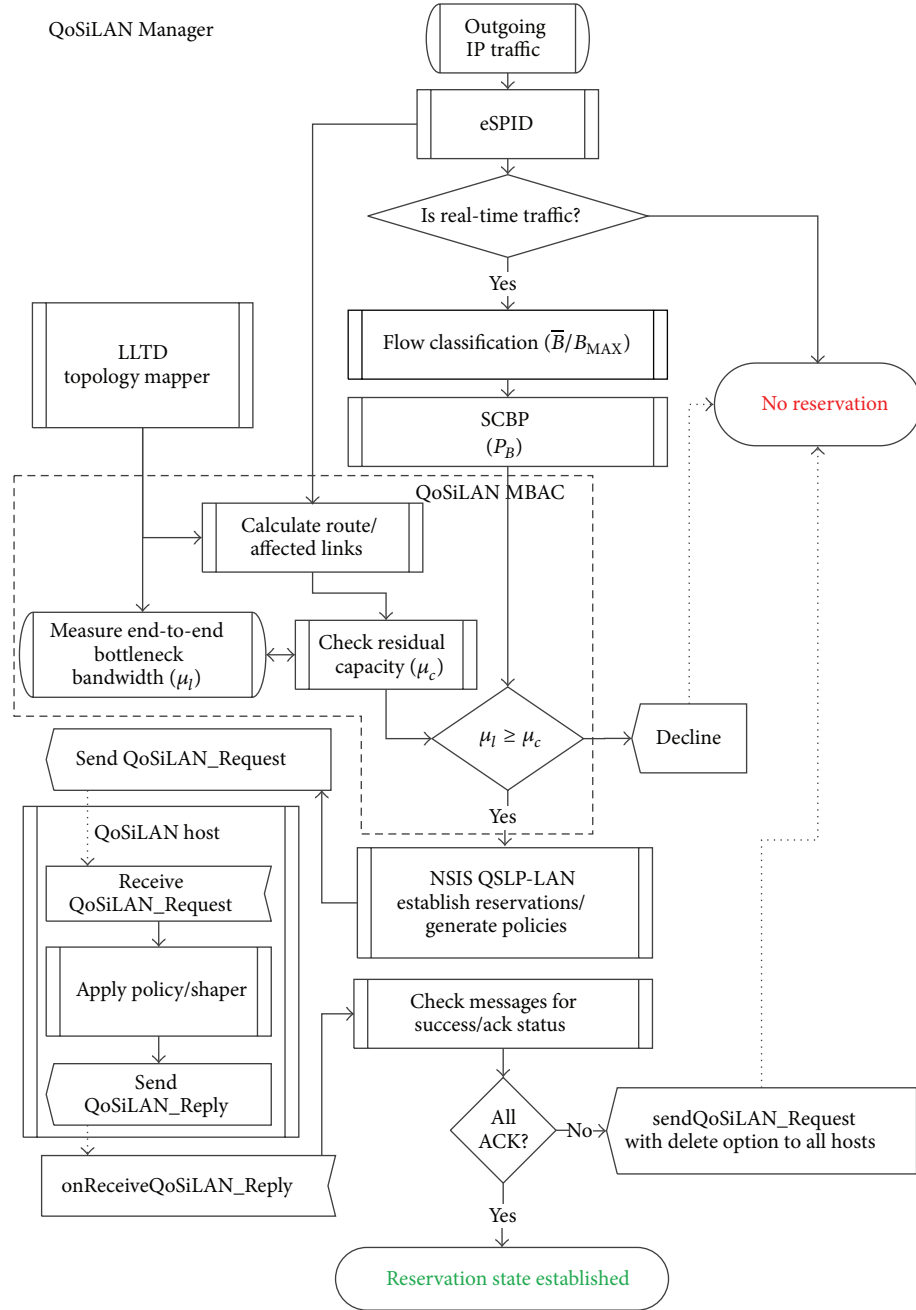 QoSiLAN Manager
Outgoing
IP traffic
eSPID
Is real-time traffic?
Yes
LLTD
topology mapper
Flow classification (B̅/B_MAX)
No reservation
SCBP
(P_B)
QoSiLAN MBAC
Calculate route/
affected links
Measure end-to-end
bottleneck
bandwidth (μ_l)
Check residual
capacity (μ_c)
μ_l ≥ μ_c
Decline
Send QoSiLAN_Request
Yes
QoSiLAN host
Receive
QoSiLAN_Request
NSIS QSLP-LAN
establish reservations/
generate policies
Apply policy/shaper
Check messages for
success/ack status
Send
QoSiLAN_Reply
All
ACK?
No
sendQoSiLAN_Request
with delete option to all hosts
onReceiveQoSiLAN_Reply
Yes
Reservation state established